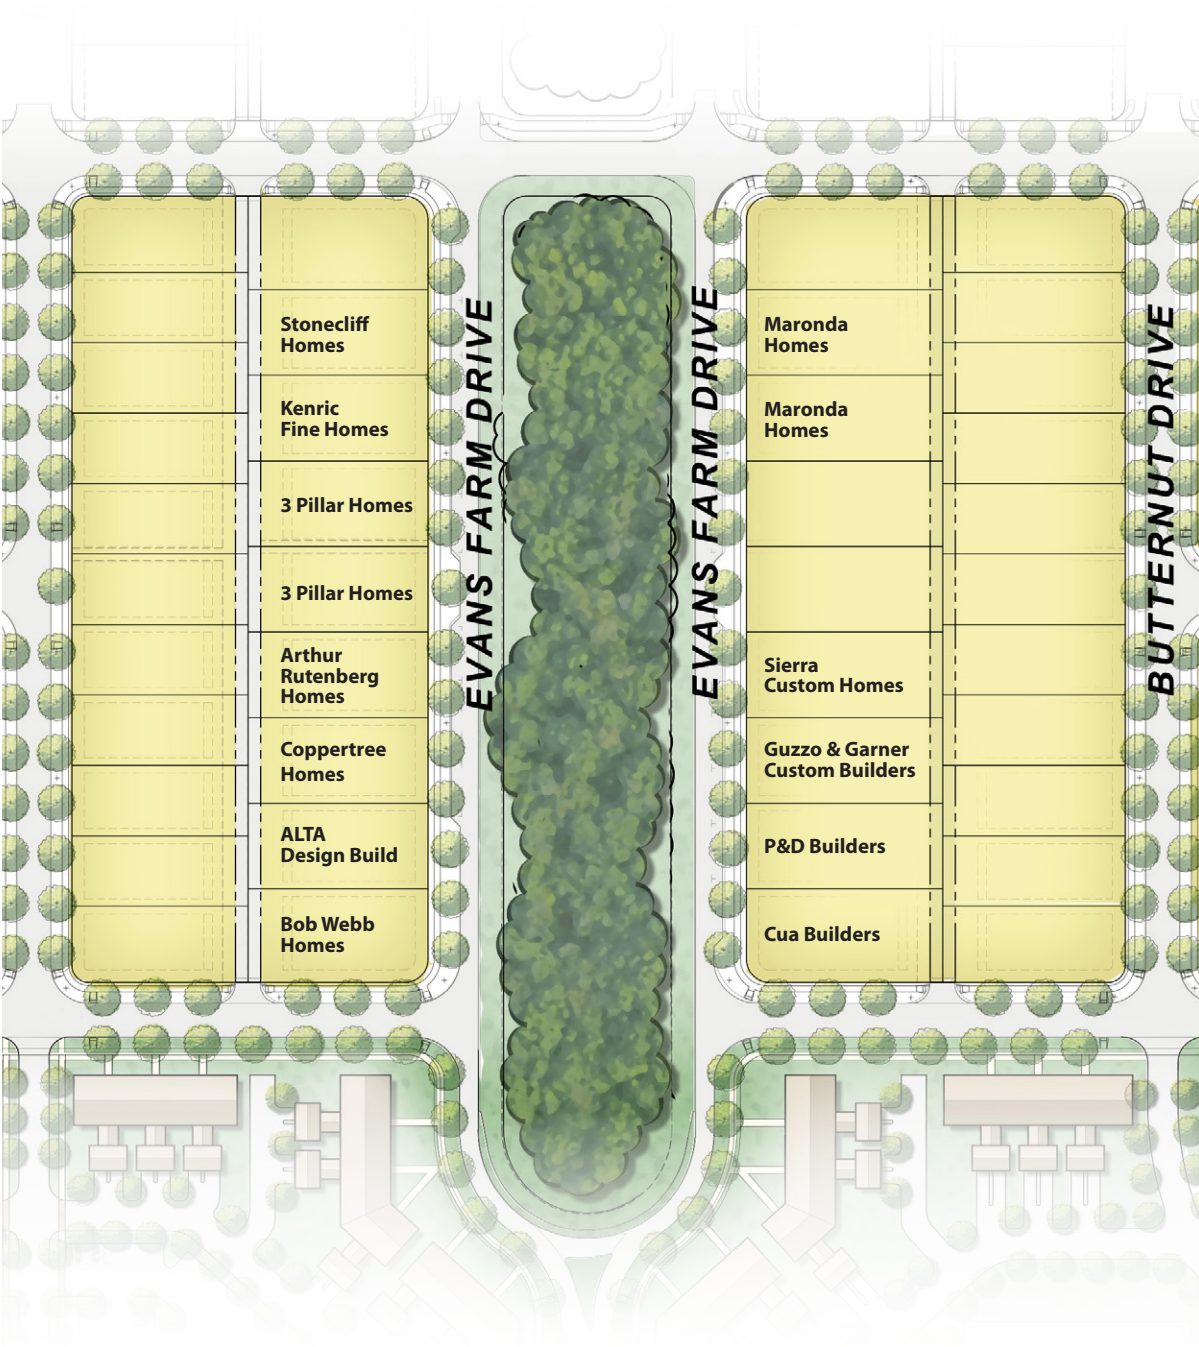 Stonecliff
Homes
Kenric
Fine Homes
3 Pillar Homes
3 Pillar Homes
Arthur
Rutenberg
Homes
Coppertree
Homes
ALTA
Design Build
Bob Webb
Homes
EVANS FARM DRIVE
EVANS FARM DRIVE
Maronda
Homes
Maronda
Homes
Sierra
Custom Homes
Guzzo & Garner
Custom Builders
P&D Builders
Cua Builders
BUTTERNUT DRIVE